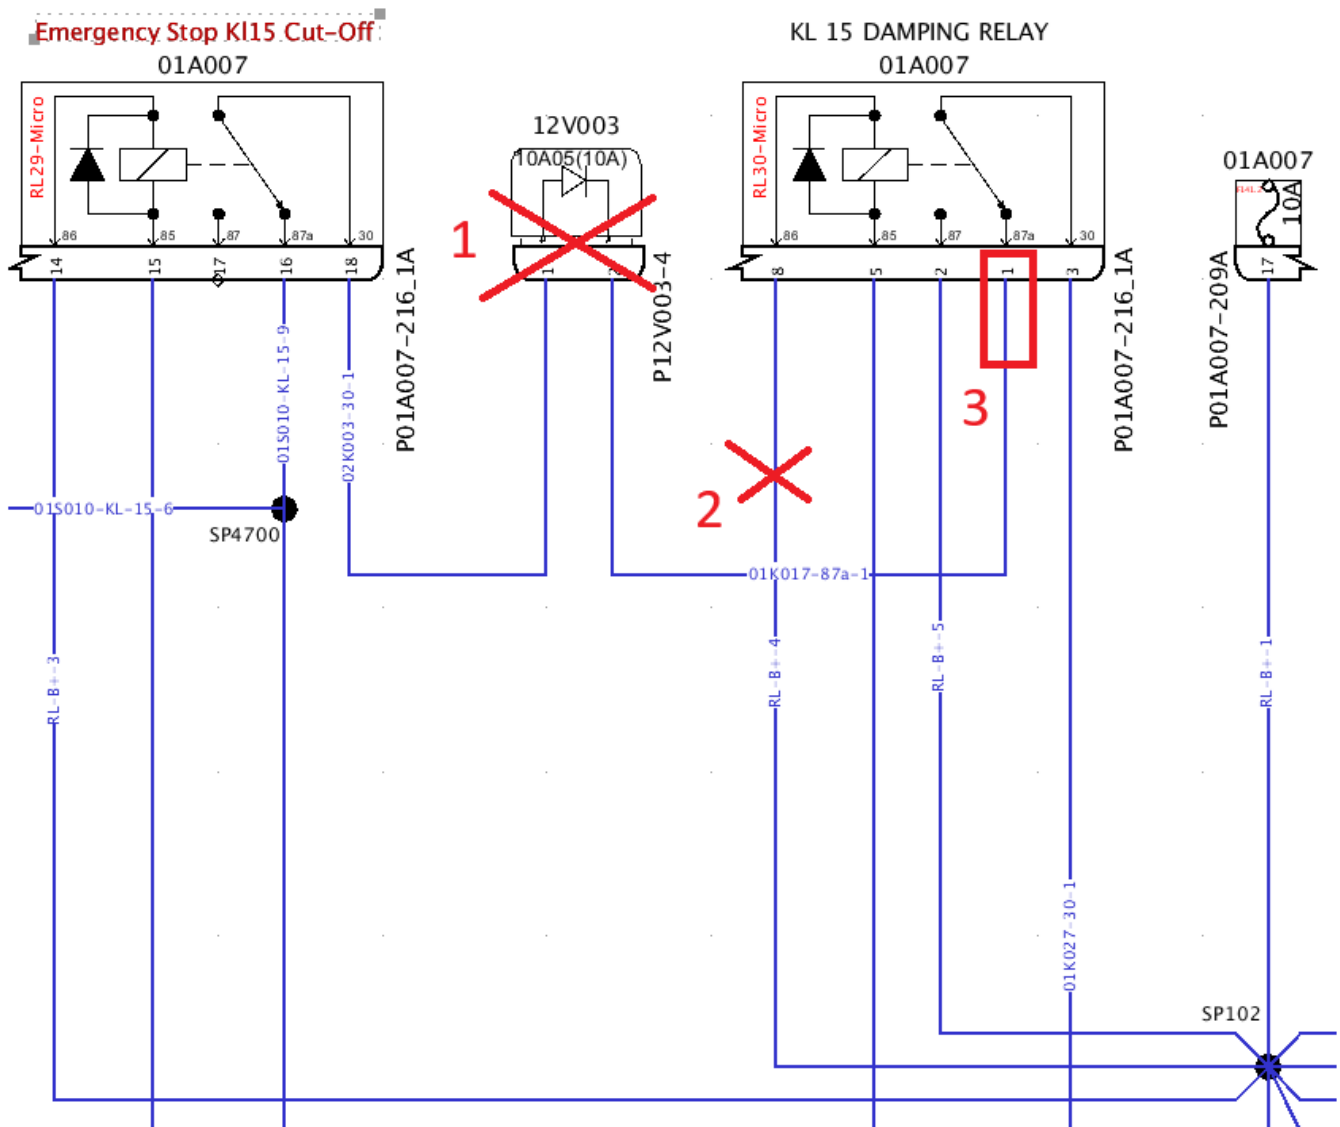 Emergency Stop Kl15 Cut-Off
01A007
RL29-Micro
86
85
87
87a
30
14
15
17
16
18
P01A007-216_1A
12V003
10A05(10A)
1
1
P12V003-4
KL 15 DAMPING RELAY
01A007
RL30-Micro
86
85
87
87a
30
8
5
2
1
3
P01A007-216_1A
01A007
10A
17
P01A007-209A
01S010-KL-15-9
02K003-30-1
3
01S010-KL-15-6
SP4700
2
01K017-87a-1
RL-B+-3
RL-B+-4
RL-B+-5
RL-B+-1
01K027-30-1
SP102